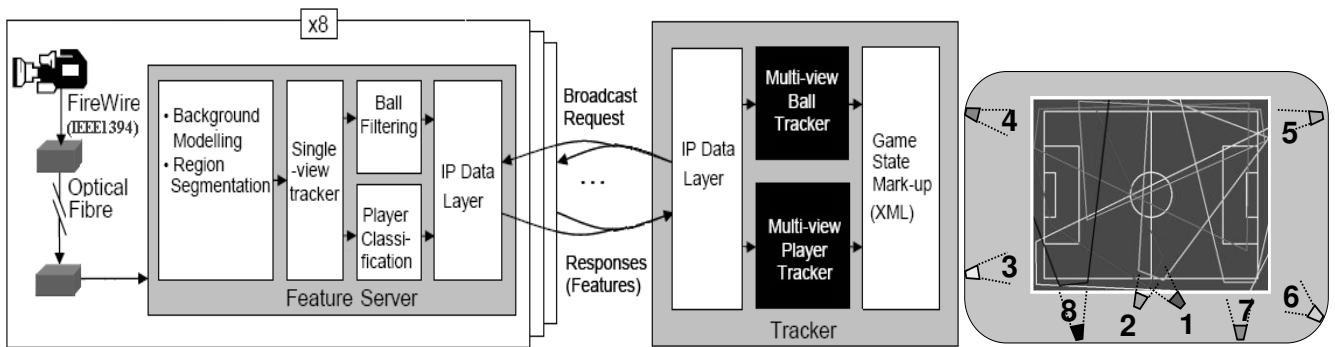 x8
FireWire
(IEEE1394)
Optical
Fibre
• Background
Modelling
• Region
Segmentation
Single
-view
tracker
Ball
Filtering
Player
Classi-
fication
IP Data
Layer
Feature Server
Broadcast
Request
...
Responses
(Features)
IP Data
Layer
Multi-view
Ball
Tracker
Multi-view
Player
Tracker
Game
State
Mark-up
(XML)
Tracker
4
5
3
6
8
2
1
7